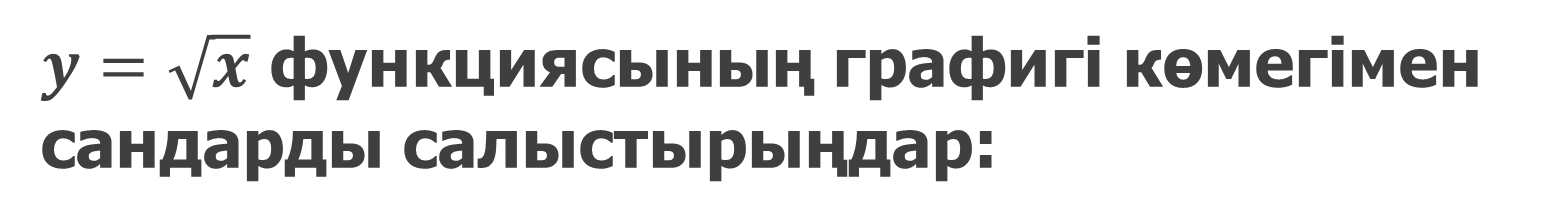 y = √x функциясының графигі көмегімен
сандарды салыстырыңдар: